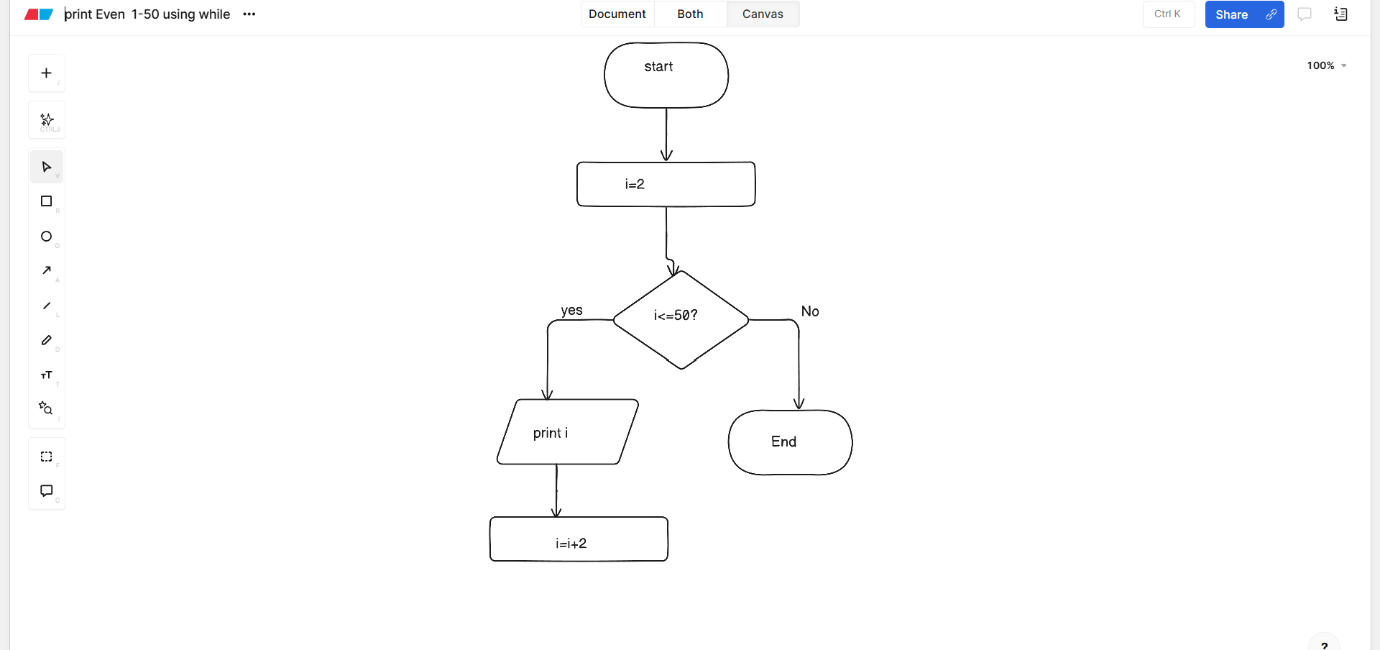 print Even 1-50 using while ···
Document Both Canvas
Ctrl K
Share
100%
start
i=2
i<=50?
yes
No
print i
End
i=i+2
CTRL J
/
V
R
O
A
L
D
T
I
F
C
?